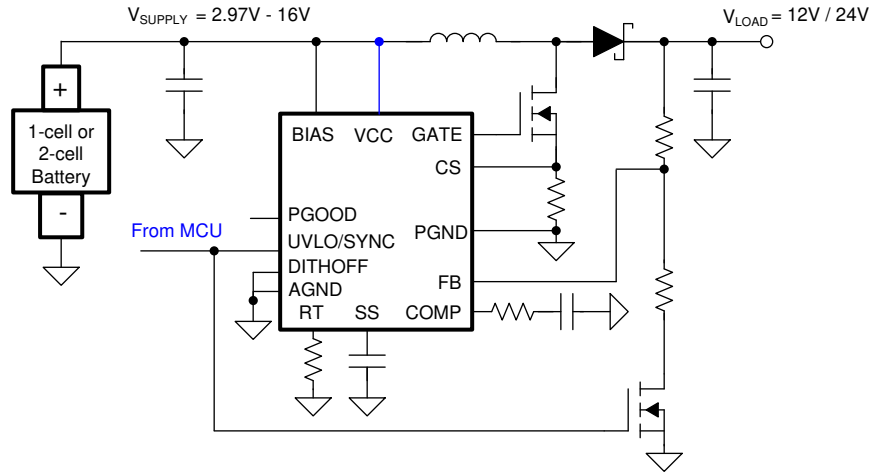 VSUPPLY = 2.97V - 16V
VLOAD = 12V / 24V
+
1-cell or
2-cell
Battery
-
BIAS
VCC
GATE
CS
PGOOD
From MCU
UVLO/SYNC
PGND
DITHOFF
AGND
FB
RT
SS
COMP